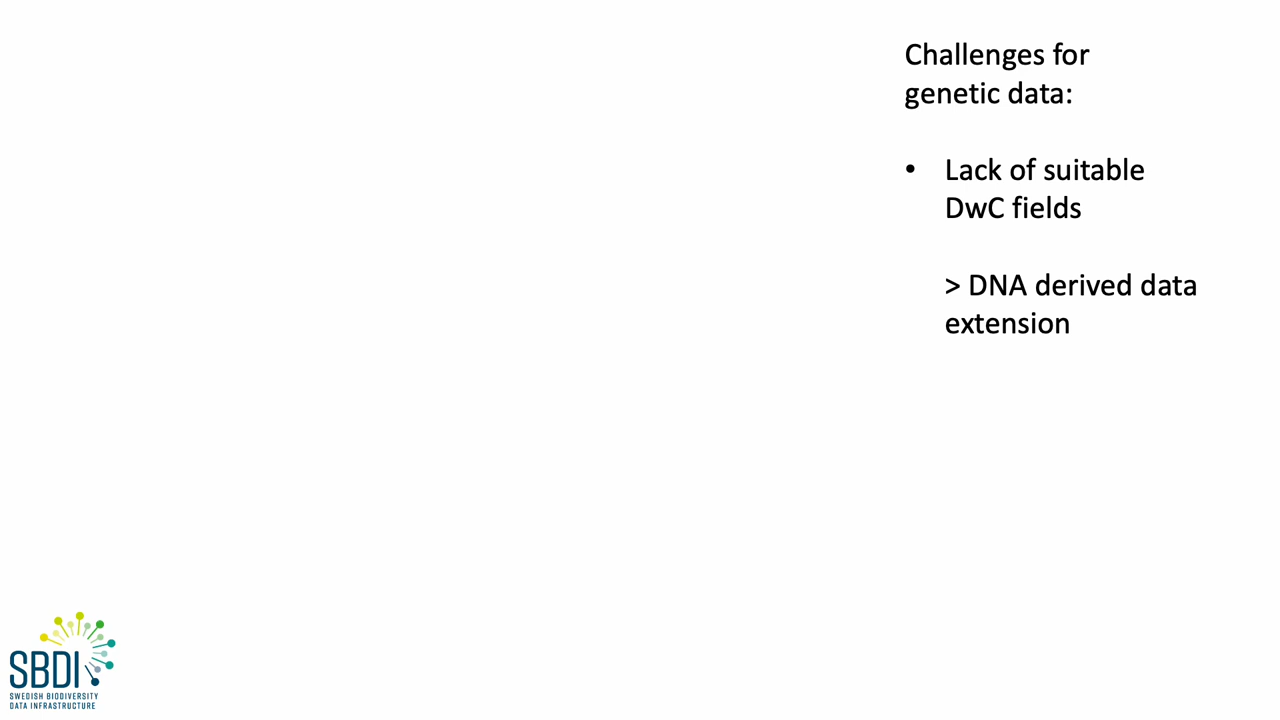 Challenges for
genetic data:
• Lack of suitable
DwC fields
> DNA derived data
extension
SBDI
SWEDISH BIODIVERSITY
DATA INFRASTRUCTURE